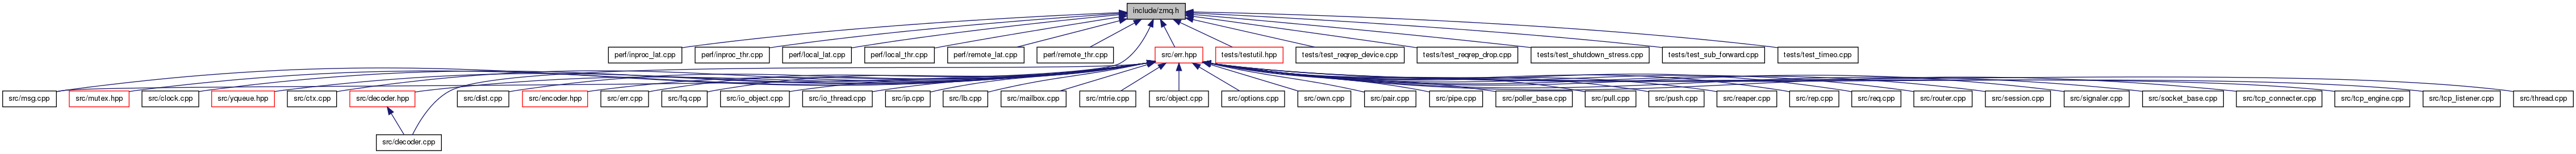 include/zmq.h
perf/inproc_lat.cpp
perf/inproc_thr.cpp
perf/local_lat.cpp
perf/local_thr.cpp
perf/remote_lat.cpp
perf/remote_thr.cpp
src/err.hpp
tests/testutil.hpp
tests/test_reqrep_device.cpp
tests/test_reqrep_drop.cpp
tests/test_shutdown_stress.cpp
tests/test_sub_forward.cpp
tests/test_timeo.cpp
src/msg.cpp
src/mutex.hpp
src/clock.cpp
src/yqueue.hpp
src/ctx.cpp
src/decoder.hpp
src/dist.cpp
src/encoder.hpp
src/err.cpp
src/fq.cpp
src/io_object.cpp
src/io_thread.cpp
src/ip.cpp
src/lb.cpp
src/mailbox.cpp
src/mtrie.cpp
src/object.cpp
src/options.cpp
src/own.cpp
src/pair.cpp
src/pipe.cpp
src/poller_base.cpp
src/pull.cpp
src/push.cpp
src/reaper.cpp
src/rep.cpp
src/req.cpp
src/router.cpp
src/session.cpp
src/signaler.cpp
src/socket_base.cpp
src/tcp_connecter.cpp
src/tcp_engine.cpp
src/tcp_listener.cpp
src/thread.cpp
src/decoder.cpp